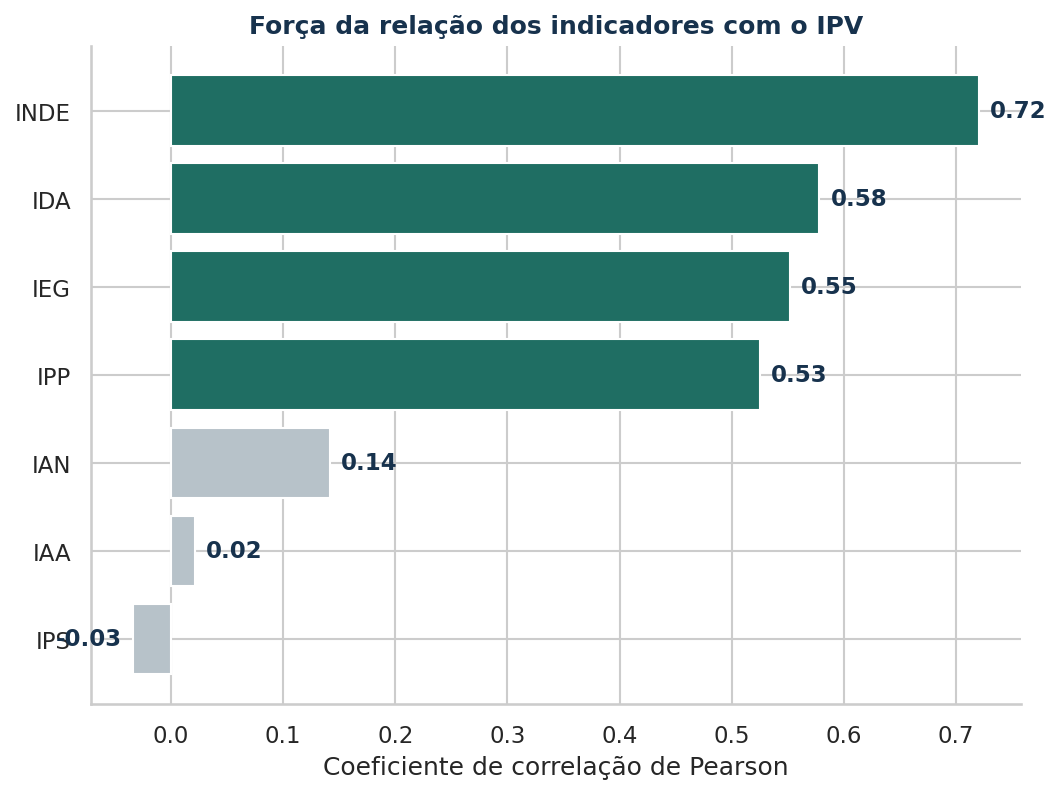 Força da relação dos indicadores com o IPV
INDE 0.72
IDA 0.58
IEG 0.55
IPP 0.53
IAN 0.14
IAA 0.02
IPS -0.03
0.0 0.1 0.2 0.3 0.4 0.5 0.6 0.7
Coeficiente de correlação de Pearson